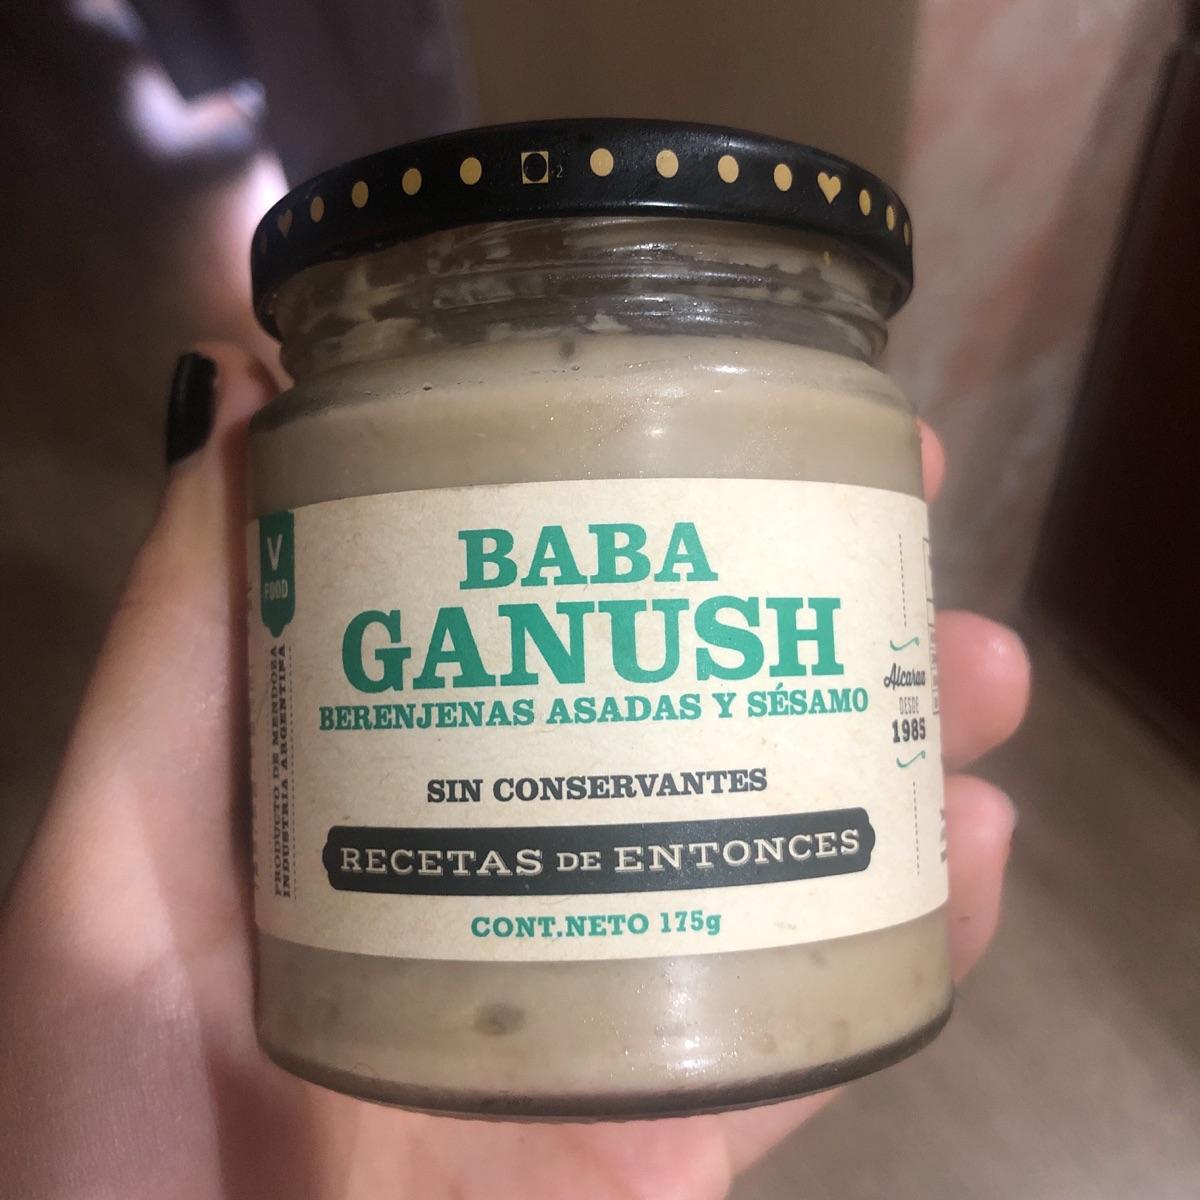 V
FOOD
PRODUCTO DE MENDOZA
INDUSTRIA ARGENTINA
BABA
GANUSH
BERENJENAS ASADAS Y SÉSAMO
SIN CONSERVANTES
RECETAS DE ENTONCES
CONT.NETO 175g
Alcaraz
DESDE
1985